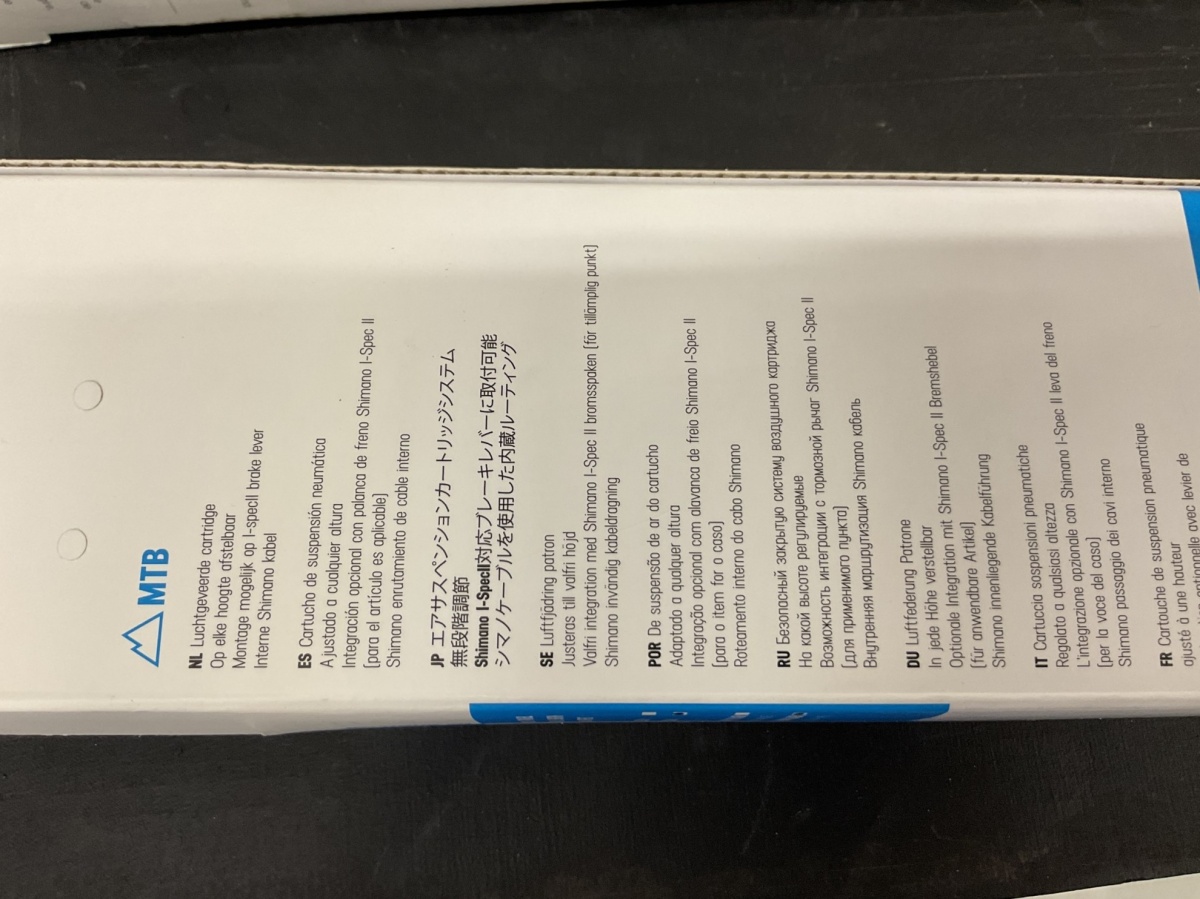 MTB
NL Luchtgeveerde cartridge
Op elke hoogte afstelbaar
Montage mogelijk op I-specII brake lever
Interne Shimano kabel
ES Cartucho de suspensión neumática
Ajustado a cualquier altura
Integración opcional con palanca de freno Shimano I-Spec II
[para el artículo es aplicable]
Shimano enrutamiento de cable interno
JP エアサスペンションカートリッジシステム
無段階調節
Shimano I-SpecII対応ブレーキレバーに取付可能
シマノケーブルを使用した内蔵ルーティング
SE Luftfjädring patron
Justeras till valfri höjd
Valfri integration med Shimano I-Spec II bromsspaken [för tillämplig punkt]
Shimano invändig kabeldragning
POR De suspensão de ar do cartucho
Adaptado a qualquer altura
Integração opcional com alavanca de freio Shimano I-Spec II
[para o item for o caso]
Roteamento interno do cabo Shimano
RU Безопасный закрытую систему воздушного картриджа
На какой высоте регулируемые
Возможность интеграции с тормозной рычаг Shimano I-Spec II
[для применимого пункта]
Внутренняя маршрутизация Shimano кабель
DU Luftfederung Patrone
In jede Höhe verstellbar
Optionale Integration mit Shimano I-Spec II Bremshebel
[für anwendbare Artikel]
Shimano innenliegende Kabelführung
IT Cartuccia sospensioni pneumatiche
Regolato a qualsiasi altezza
L'integrazione opzionale con Shimano I-Spec II leva del freno
[per la voce del caso]
Shimano passaggio dei cavi interno
FR Cartouche de suspension pneumatique
ajusté à une hauteur
optionnelle avec levier de